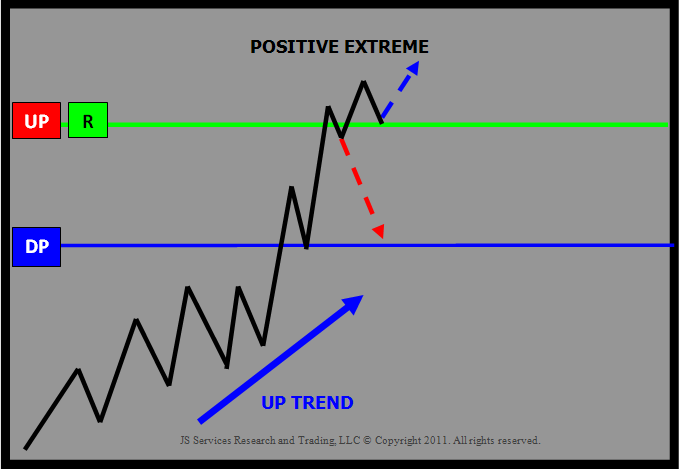 POSITIVE EXTREME
UP R
DP
UP TREND
JS Services Research and Trading, LLC © Copyright 2011. All rights reserved.